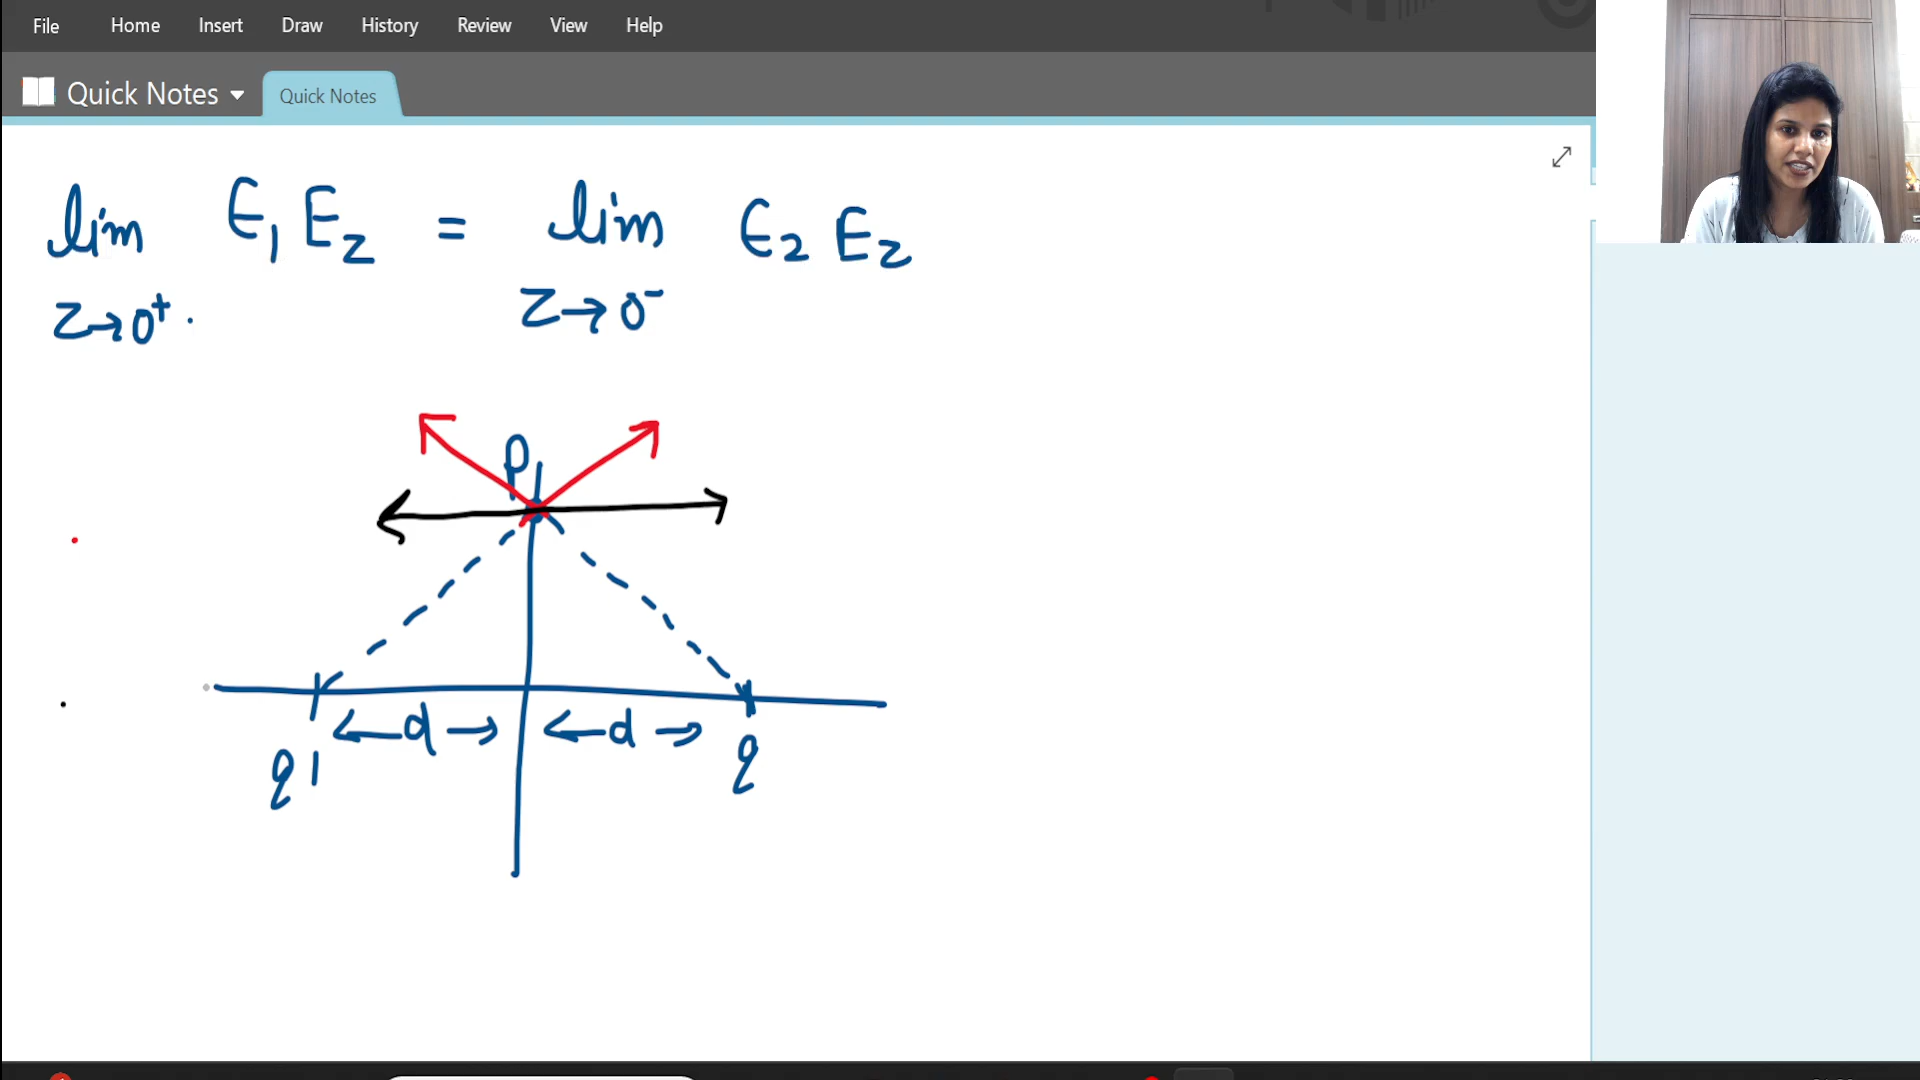 File Home Insert Draw History Review View Help
Quick Notes Quick Notes
lim ϵ₁ E_z = lim ϵ₂ E_z
z→0⁺ z→0⁻
P
d d
q' q